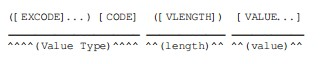 ([EXCODE]...) [CODE] ([VLENGTH]) [VALUE...]
^^^^(Value Type)^^^^ ^^(length)^^ ^^(value)^^